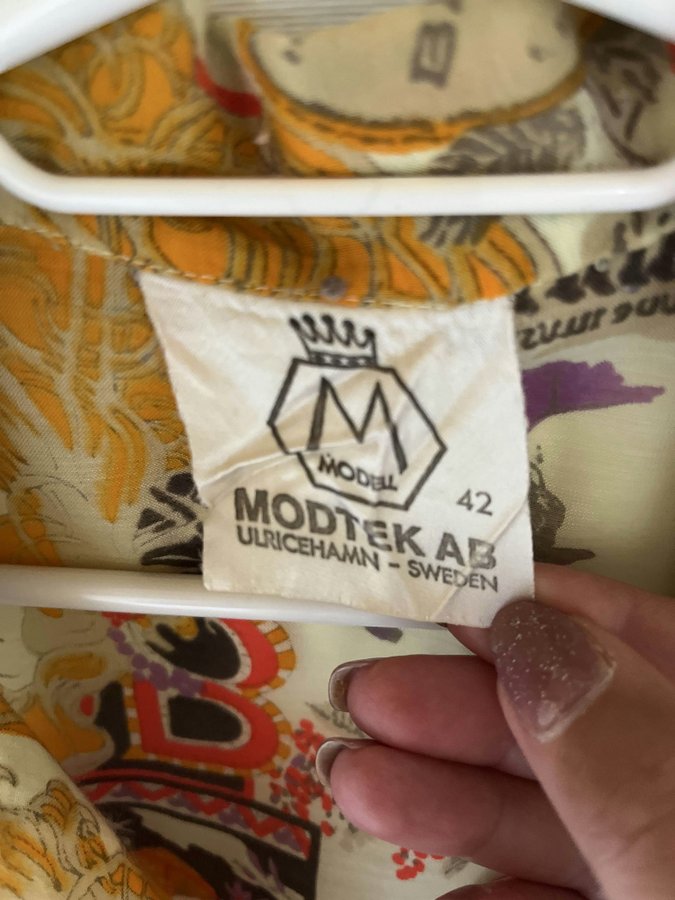 M
MODELL
42
MODTEK AB
ULRICEHAMN - SWEDEN